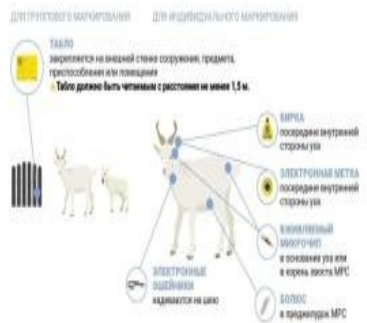 ДЛЯ ГРУППОВОГО МАРКИРОВАНИЯ
ДЛЯ ИНДИВИДУАЛЬНОГО МАРКИРОВАНИЯ
ТАБЛО
закрепляется на внешней стенке сооружения, предмета,
приспособления или помещения
Табло должно быть читаемым с расстояния не менее 1,5 м.
БИРКА
посередине внутренней
стороны уха
ЭЛЕКТРОННАЯ МЕТКА
посередине внутренней
стороны уха
ВЖИВЛЯЕМЫЙ
МИКРОЧИП
в основание уха или
в корень хвоста МРС
ЭЛЕКТРОННЫЕ
ОШЕЙНИКИ
надеваются на шею
БОЛЮС
в преджелудок МРС